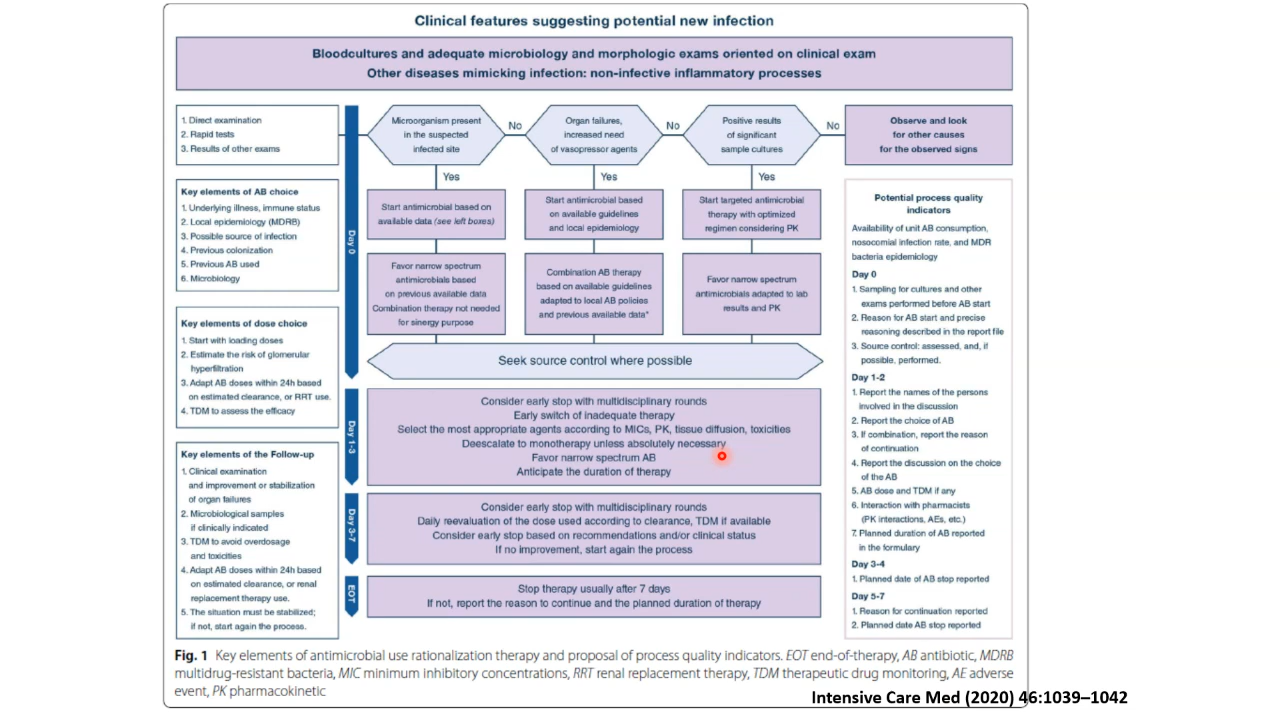 Clinical features suggesting potential new infection
Bloodcultures and adequate microbiology and morphologic exams oriented on clinical exam
Other diseases mimicking infection: non-infective inflammatory processes
1. Direct examination
2. Rapid tests
3. Results of other exams
Key elements of AB choice
1. Underlying illness, immune status
2. Local epidemiology (MDRB)
3. Possible source of infection
4. Previous colonization
5. Previous AB used
6. Microbiology
Key elements of dose choice
1. Start with loading doses
2. Estimate the risk of glomerular
hyperfiltration
3. Adapt AB doses within 24h based
on estimated clearance, or RRT use.
4. TDM to assess the efficacy
Key elements of the Follow-up
1. Clinical examination
and improvement or stabilization
of organ failures
2. Microbiological samples
if clinically indicated
3. TDM to avoid overdosage
and toxicities
4. Adapt AB doses within 24h based
on estimated clearance, or renal
replacement therapy use.
5. The situation must be stabilized;
if not, start again the process.
Day 0
Microorganism present
in the suspected
infected site
No
Organ failures,
increased need
of vasopressor agents
No
Positive results
of significant
sample cultures
No
Observe and look
for other causes
for the observed signs
Yes
Yes
Yes
Start antimicrobial based on
available data (see left boxes)
Start antimicrobial based
on available guidelines
and local epidemiology
Start targeted antimicrobial
therapy with optimized
regimen considering PK
Favor narrow spectrum
antimicrobials based
on previous available data
Combination therapy not needed
for sinergy purpose
Combination AB therapy
based on available guidelines
adapted to local AB policies
and previous available data*
Favor narrow spectrum
antimicrobials adapted to lab
results and PK
Seek source control where possible
Day 1-3
Consider early stop with multidisciplinary rounds
Early switch of inadequate therapy
Select the most appropriate agents according to MICs, PK, tissue diffusion, toxicities
Deescalate to monotherapy unless absolutely necessary
Favor narrow spectrum AB
Anticipate the duration of therapy
Day 3-7
Consider early stop with multidisciplinary rounds
Daily reevaluation of the dose used according to clearance, TDM if available
Consider early stop based on recommendations and/or clinical status
If no improvement, start again the process
EOT
Stop therapy usually after 7 days
If not, report the reason to continue and the planned duration of therapy
Potential process quality
indicators
Availability of unit AB consumption,
nosocomial infection rate, and MDR
bacteria epidemiology
Day 0
1. Sampling for cultures and other
exams performed before AB start
2. Reason for AB start and precise
reasoning described in the report file
3. Source control: assessed, and, if
possible, performed.
Day 1-2
1. Report the names of the persons
involved in the discussion
2. Report the choice of AB
3. If combination, report the reason
of continuation
4. Report the discussion on the choice
of the AB
5. AB dose and TDM if any
6. Interaction with pharmacists
(PK interactions, AEs, etc.)
7. Planned duration of AB reported
in the formulary
Day 3-4
1. Planned date of AB stop reported
Day 5-7
1. Reason for continuation reported
2. Planned date AB stop reported
Fig. 1 Key elements of antimicrobial use rationalization therapy and proposal of process quality indicators. EOT end-of-therapy, AB antibiotic, MDRB
multidrug-resistant bacteria, MIC minimum inhibitory concentrations, RRT renal replacement therapy, TDM therapeutic drug monitoring, AE adverse
event, PK pharmacokinetic
Intensive Care Med (2020) 46:1039–1042